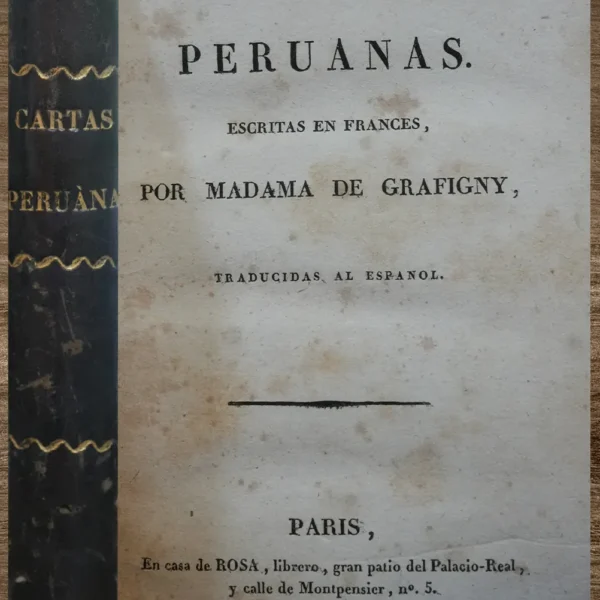 CARTAS
PERUÀNA
PERUANAS.
ESCRITAS EN FRANCES,
POR MADAMA DE GRAFIGNY,
TRADUCIDAS AL ESPANOL.
PARIS,
En casa de ROSA, librero, gran patio del Palacio-Real,
y calle de Montpensier, nº. 5.